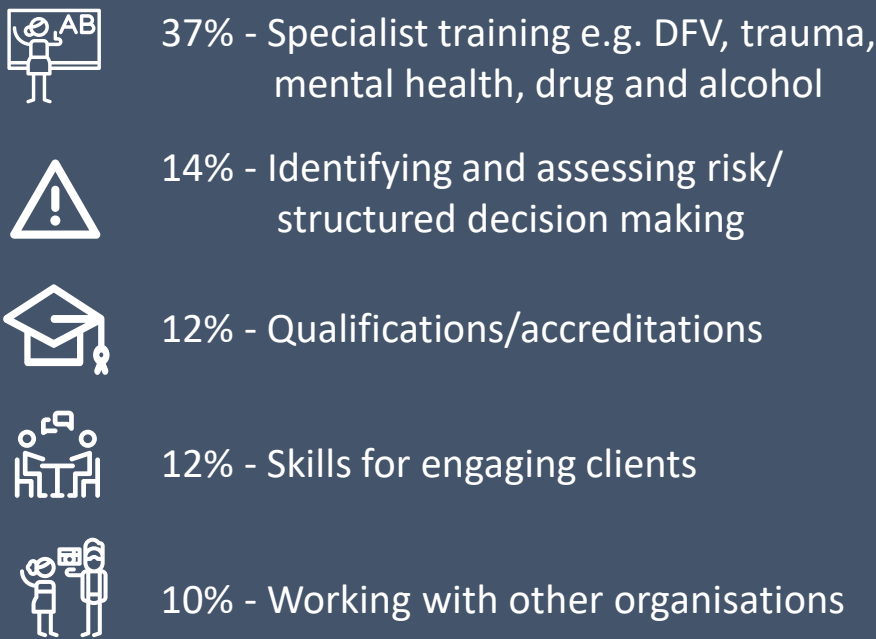 AB
37% - Specialist training e.g. DFV, trauma,
mental health, drug and alcohol
14% - Identifying and assessing risk/
structured decision making
12% - Qualifications/accreditations
12% - Skills for engaging clients
10% - Working with other organisations